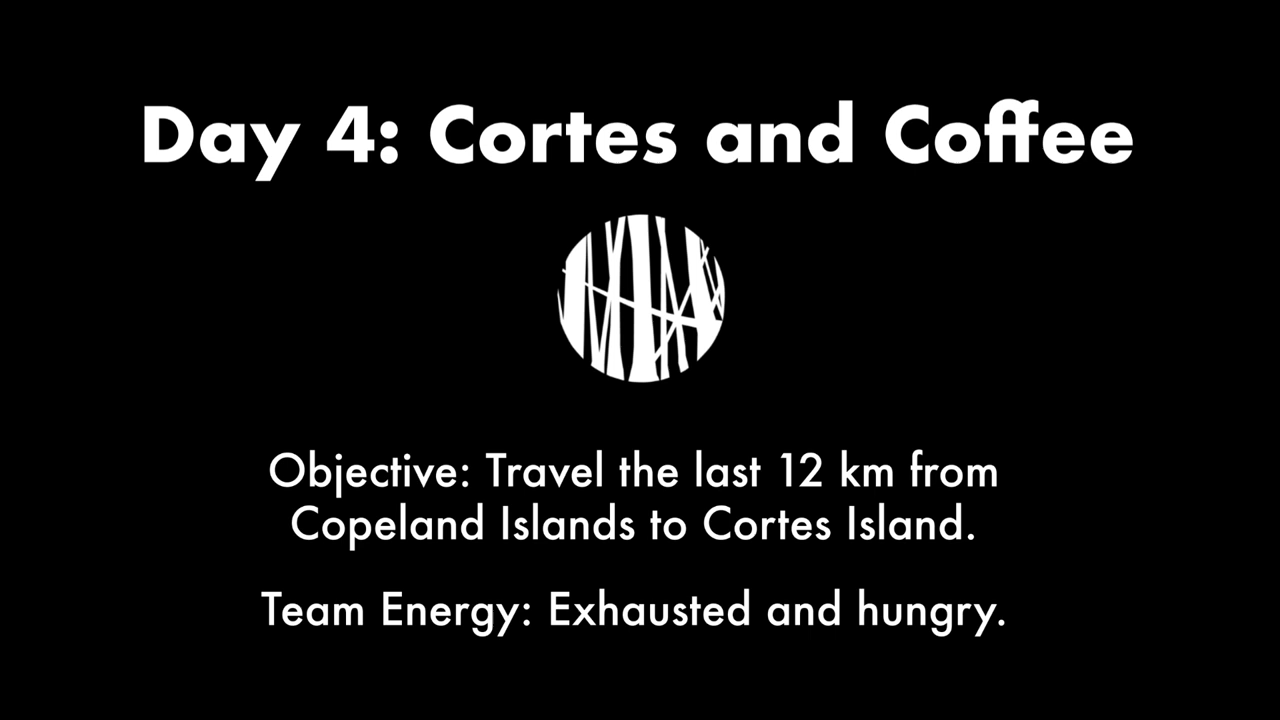 Day 4: Cortes and Coffee
Objective: Travel the last 12 km from
Copeland Islands to Cortes Island.
Team Energy: Exhausted and hungry.